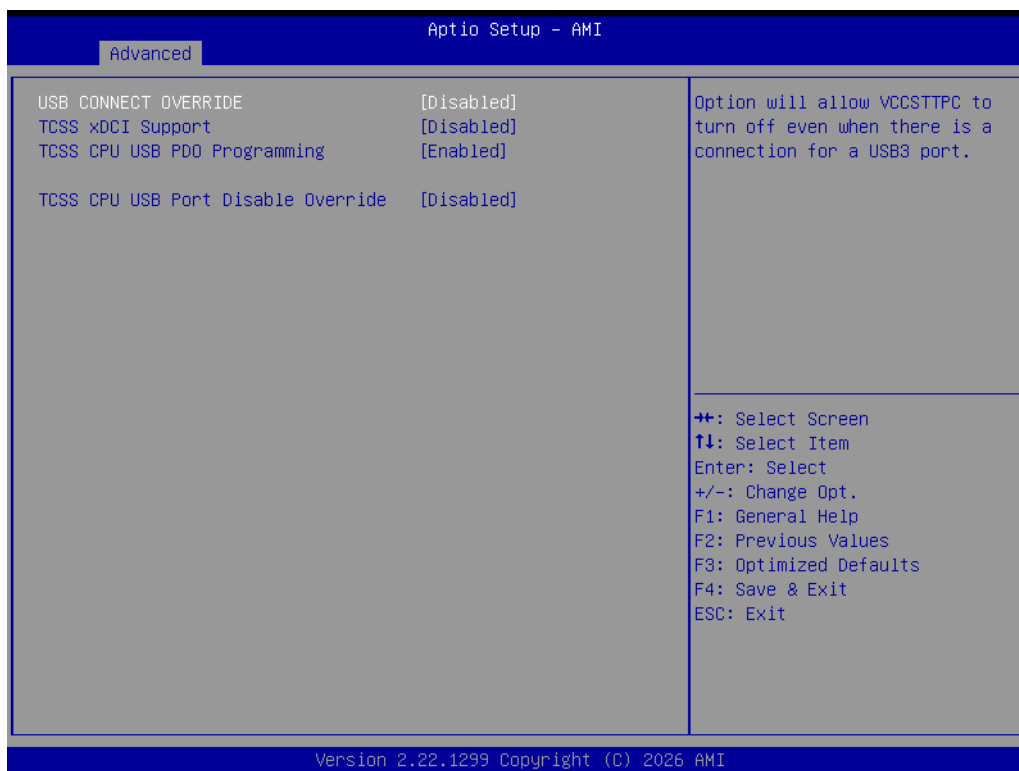 Aptio Setup – AMI
Advanced
USB CONNECT OVERRIDE [Disabled]
TCSS xDCI Support [Disabled]
TCSS CPU USB PDO Programming [Enabled]
TCSS CPU USB Port Disable Override [Disabled]
Option will allow VCCSTTPC to
turn off even when there is a
connection for a USB3 port.
→←: Select Screen
↑↓: Select Item
Enter: Select
+/-: Change Opt.
F1: General Help
F2: Previous Values
F3: Optimized Defaults
F4: Save & Exit
ESC: Exit
Version 2.22.1299 Copyright (C) 2026 AMI